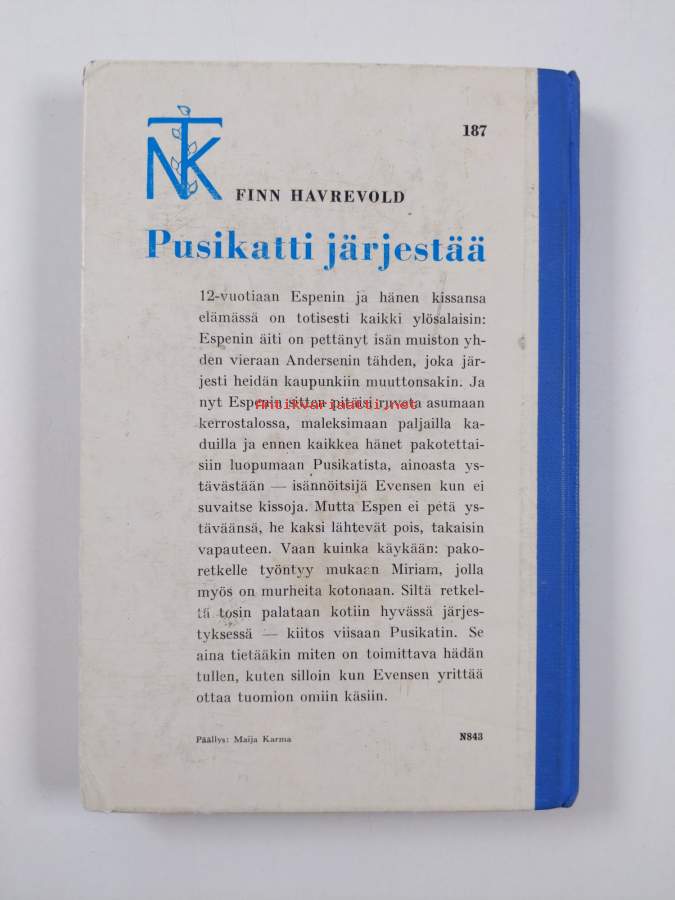 NTK
187
FINN HAVREVOLD
Pusikatti järjestää
12-vuotiaan Espenin ja hänen kissansa
elämässä on totisesti kaikki ylösalaisin:
Espenin äiti on pettänyt isän muiston yh-
den vieraan Andersenin tähden, joka jär-
jesti heidän kaupunkiin muuttonsakin. Ja
nyt Espenin sitten pitäisi ruveta asumaan
Antikvariaatti.net
kerrostalossa, maleksimaan paljailla ka-
duilla ja ennen kaikkea hänet pakotettai-
siin luopumaan Pusikatista, ainoasta ys-
tävästään — isännöitsijä Evensen kun ei
suvaitse kissoja. Mutta Espen ei petä ys-
täväänsä, he kaksi lähtevät pois, takaisin
vapauteen. Vaan kuinka käykään: pako-
retkelle työntyy mukaan Miriam, jolla
myös on murheita kotonaan. Siltä retkel-
tä tosin palataan kotiin hyvässä järjes-
tyksessä — kiitos viisaan Pusikatin. Se
aina tietääkin miten on toimittava hädän
tullen, kuten silloin kun Evensen yrittää
ottaa tuomion omiin käsiin.
Päällys: Maija Karma
N843